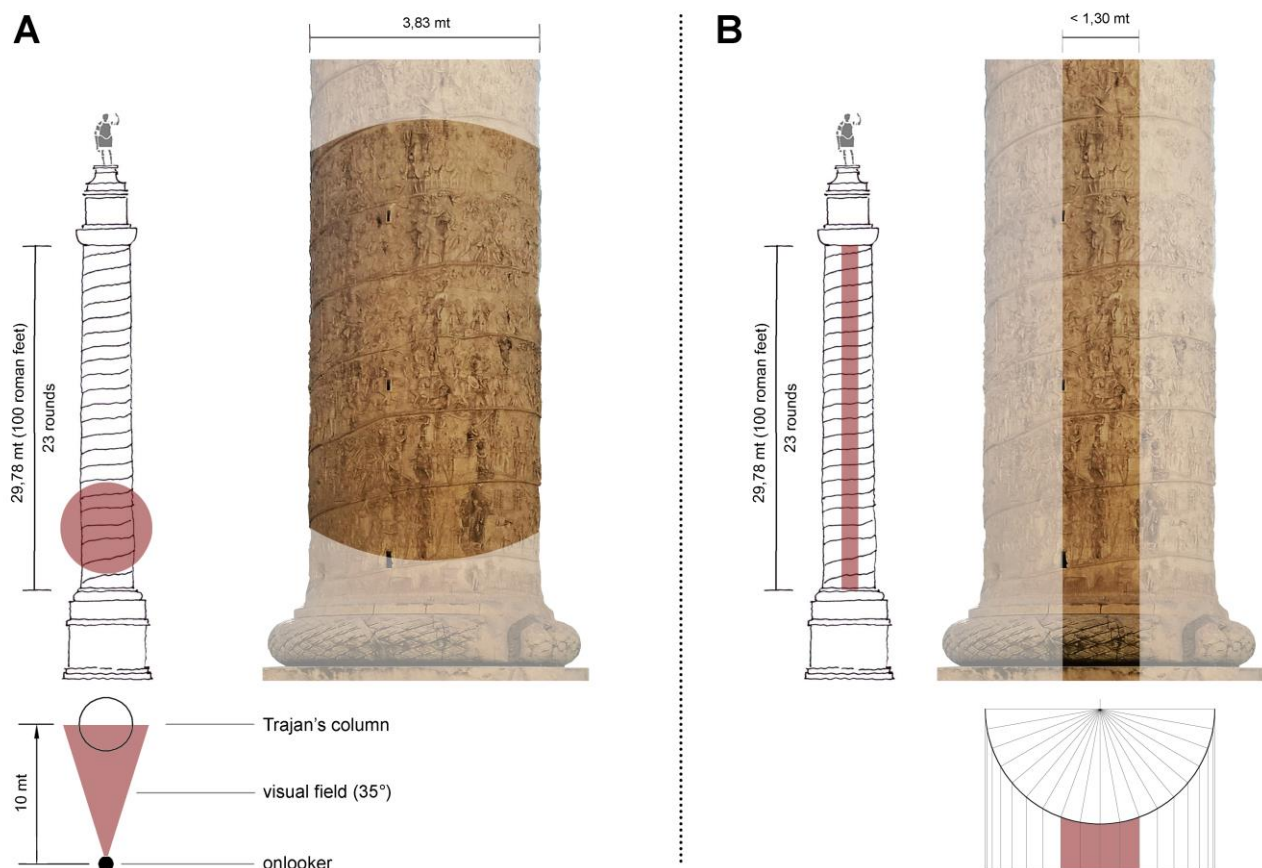 A
3,83 mt
29,78 mt (100 roman feet)
23 rounds
Trajan's column
10 mt
visual field (35°)
onlooker
B
< 1,30 mt
29,78 mt (100 roman feet)
23 rounds